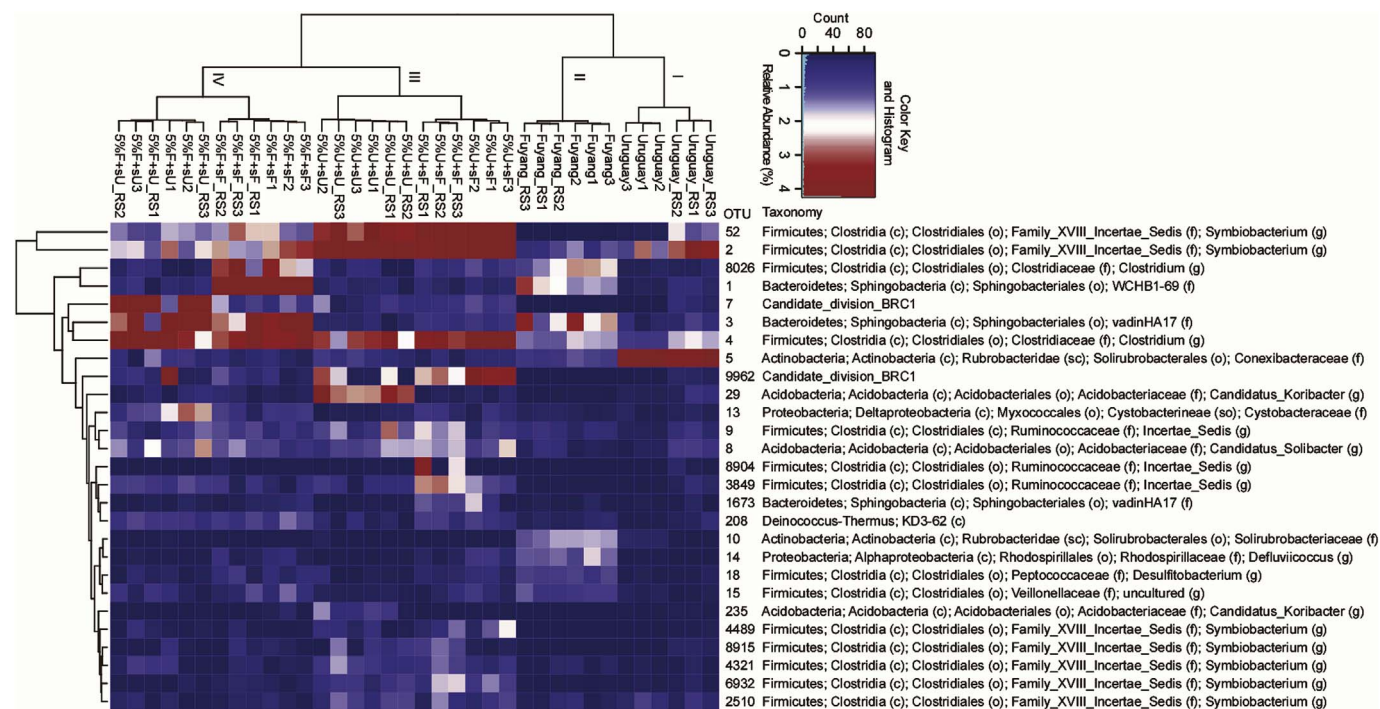 Count
0 40 80
0 1 2 3 4
Relative Abundance (%)
Color Key
and Histogram
IV
III
II
I
5%F+sU_RS2
5%F+sU3
5%F+sU_RS1
5%F+sU1
5%F+sU2
5%F+sU_RS3
5%F+sF_RS2
5%F+sF_RS3
5%F+sF_RS1
5%F+sF1
5%F+sF2
5%F+sF3
5%U+sU2
5%U+sU_RS3
5%U+sU3
5%U+sU1
5%U+sU_RS1
5%U+sU_RS2
5%U+sF_RS1
5%U+sF_RS2
5%U+sF_RS3
5%U+sF2
5%U+sF1
5%U+sF3
Fuyang_RS3
Fuyang_RS1
Fuyang_RS2
Fuyang2
Fuyang1
Fuyang3
Uruguay3
Uruguay1
Uruguay2
Uruguay_RS2
Uruguay_RS1
Uruguay_RS3
OTU Taxonomy
52 Firmicutes; Clostridia (c); Clostridiales (o); Family_XVIII_Incertae_Sedis (f); Symbiobacterium (g)
2 Firmicutes; Clostridia (c); Clostridiales (o); Family_XVIII_Incertae_Sedis (f); Symbiobacterium (g)
8026 Firmicutes; Clostridia (c); Clostridiales (o); Clostridiaceae (f); Clostridium (g)
1 Bacteroidetes; Sphingobacteria (c); Sphingobacteriales (o); WCHB1-69 (f)
7 Candidate_division_BRC1
3 Bacteroidetes; Sphingobacteria (c); Sphingobacteriales (o); vadinHA17 (f)
4 Firmicutes; Clostridia (c); Clostridiales (o); Clostridiaceae (f); Clostridium (g)
5 Actinobacteria; Actinobacteria (c); Rubrobacteridae (sc); Solirubrobacterales (o); Conexibacteraceae (f)
9962 Candidate_division_BRC1
29 Acidobacteria; Acidobacteria (c); Acidobacteriales (o); Acidobacteriaceae (f); Candidatus_Koribacter (g)
13 Proteobacteria; Deltaproteobacteria (c); Myxococcales (o); Cystobacterineae (so); Cystobacteraceae (f)
9 Firmicutes; Clostridia (c); Clostridiales (c); Ruminococcaceae (f); Incertae_Sedis (g)
8 Acidobacteria; Acidobacteria (c); Acidobacteriales (o); Acidobacteriaceae (f); Candidatus_Solibacter (g)
8904 Firmicutes; Clostridia (c); Clostridiales (o); Ruminococcaceae (f); Incertae_Sedis (g)
3849 Firmicutes; Clostridia (c); Clostridiales (o); Ruminococcaceae (f); Incertae_Sedis (g)
1673 Bacteroidetes; Sphingobacteria (c); Sphingobacteriales (o); vadinHA17 (f)
208 Deinococcus-Thermus; KD3-62 (c)
10 Actinobacteria; Actinobacteria (c); Rubrobacteridae (sc); Solirubrobacterales (o); Solirubrobacteriaceae (f)
14 Proteobacteria; Alphaproteobacteria (c); Rhodospirillales (o); Rhodospirillaceae (f); Defluviicoccus (g)
18 Firmicutes; Clostridia (c); Clostridiales (o); Peptococcaceae (f); Desulfitobacterium (g)
15 Firmicutes; Clostridia (c); Clostridiales (o); Veillonellaceae (f); uncultured (g)
235 Acidobacteria; Acidobacteria (c); Acidobacteriales (o); Acidobacteriaceae (f); Candidatus_Koribacter (g)
4489 Firmicutes; Clostridia (c); Clostridiales (o); Family_XVIII_Incertae_Sedis (f); Symbiobacterium (g)
8915 Firmicutes; Clostridia (c); Clostridiales (o); Family_XVIII_Incertae_Sedis (f); Symbiobacterium (g)
4321 Firmicutes; Clostridia (c); Clostridiales (o); Family_XVIII_Incertae_Sedis (f); Symbiobacterium (g)
6932 Firmicutes; Clostridia (c); Clostridiales (o); Family_XVIII_Incertae_Sedis (f); Symbiobacterium (g)
2510 Firmicutes; Clostridia (c); Clostridiales (o); Family_XVIII_Incertae_Sedis (f); Symbiobacterium (g)